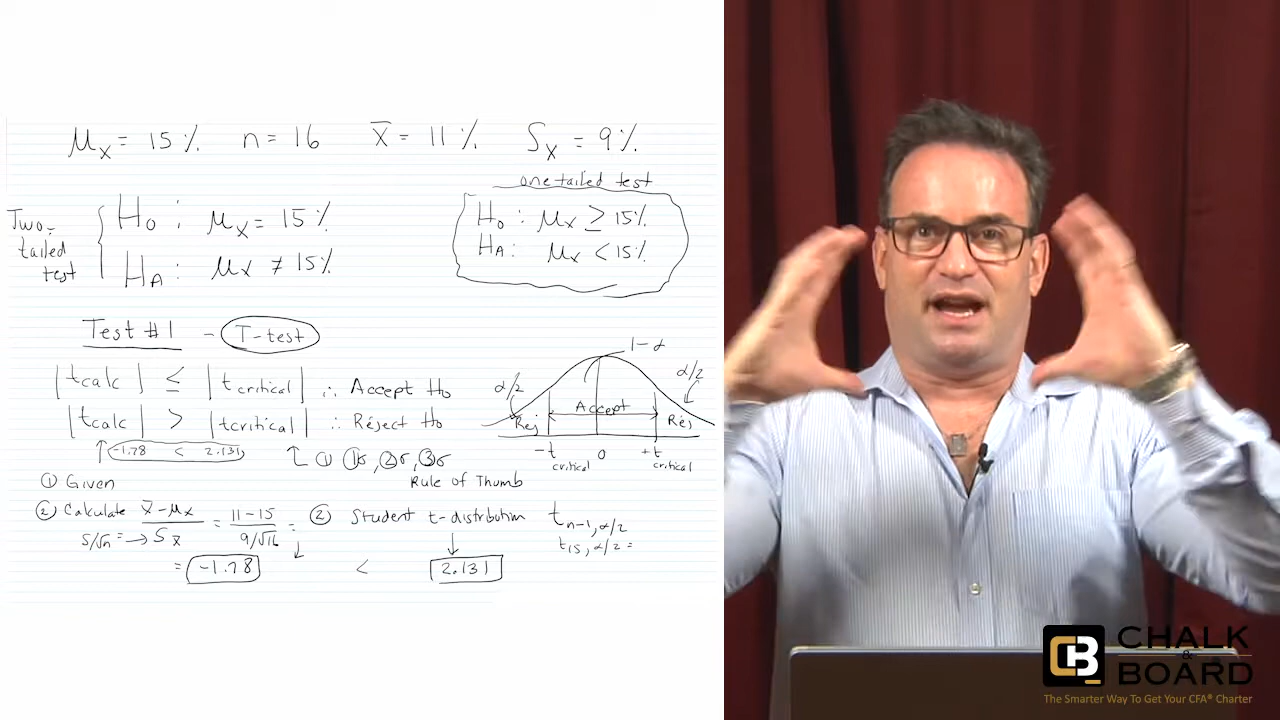 μx = 15% n = 16 x̄ = 11% Sx = 9%
one tailed test
Two-tailed test
H0 : μx = 15%
HA : μx ≠ 15%
H0 : μx ≥ 15%
HA : μx < 15%
Test #1 - T-test
|tcalc| ≤ |tcritical| ∴ Accept H0
|tcalc| > |tcritical| ∴ Reject H0
-1.78 < 2.131
① 1σ, 2σ, 3σ
Rule of Thumb
1-α
α/2 α/2
Rej Accept Rej
-t critical 0 +t critical
① Given
② Calculate x̄-μx / Sx̄ = 11-15 / 9/√16 =
S/√n = →
= -1.78 < 2.131
② Student t-distribution tn-1, α/2
t15, α/2 =
CB
CHALK
&
BOARD
The Smarter Way To Get Your CFA® Charter